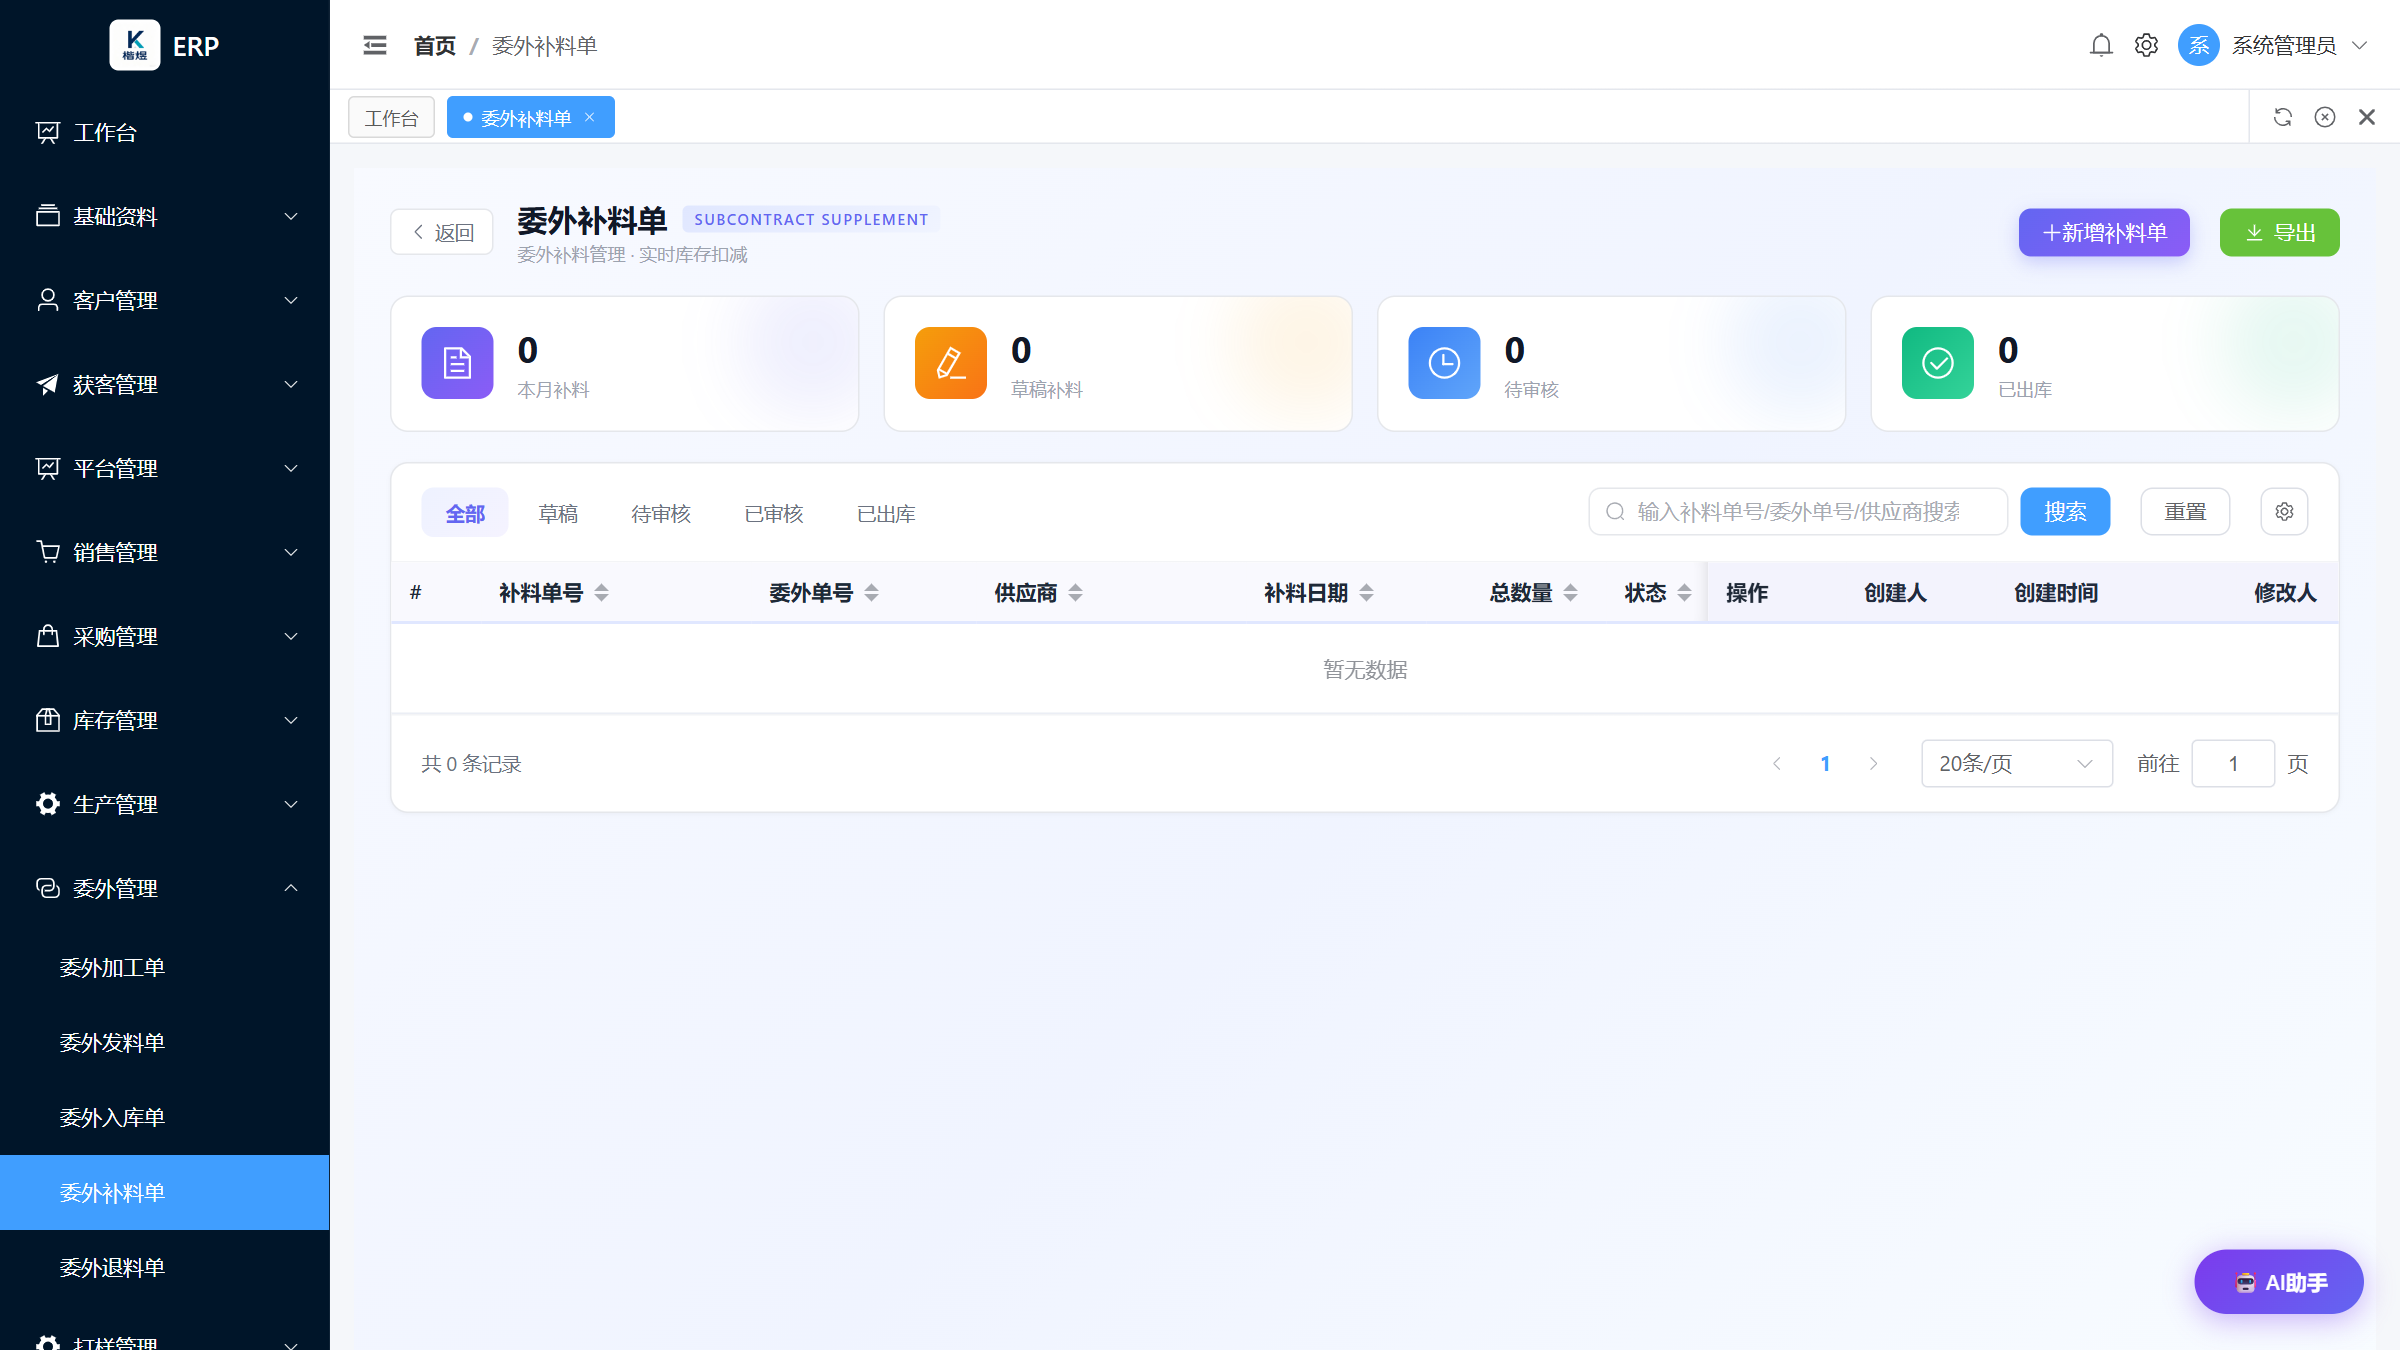 K
楷煜
ERP
工作台
基础资料
客户管理
获客管理
平台管理
销售管理
采购管理
库存管理
生产管理
委外管理
委外加工单
委外发料单
委外入库单
委外补料单
委外退料单
打样管理
首页 / 委外补料单
系 系统管理员
工作台
委外补料单
返回
委外补料单 SUBCONTRACT SUPPLEMENT
委外补料管理 · 实时库存扣减
新增补料单
导出
0
本月补料
0
草稿补料
0
待审核
0
已出库
全部 草稿 待审核 已审核 已出库
输入补料单号/委外单号/供应商搜索
搜索 重置
# 补料单号 委外单号 供应商 补料日期 总数量 状态 操作 创建人 创建时间 修改人
暂无数据
共 0 条记录
1
20条/页
前往 1 页
AI助手